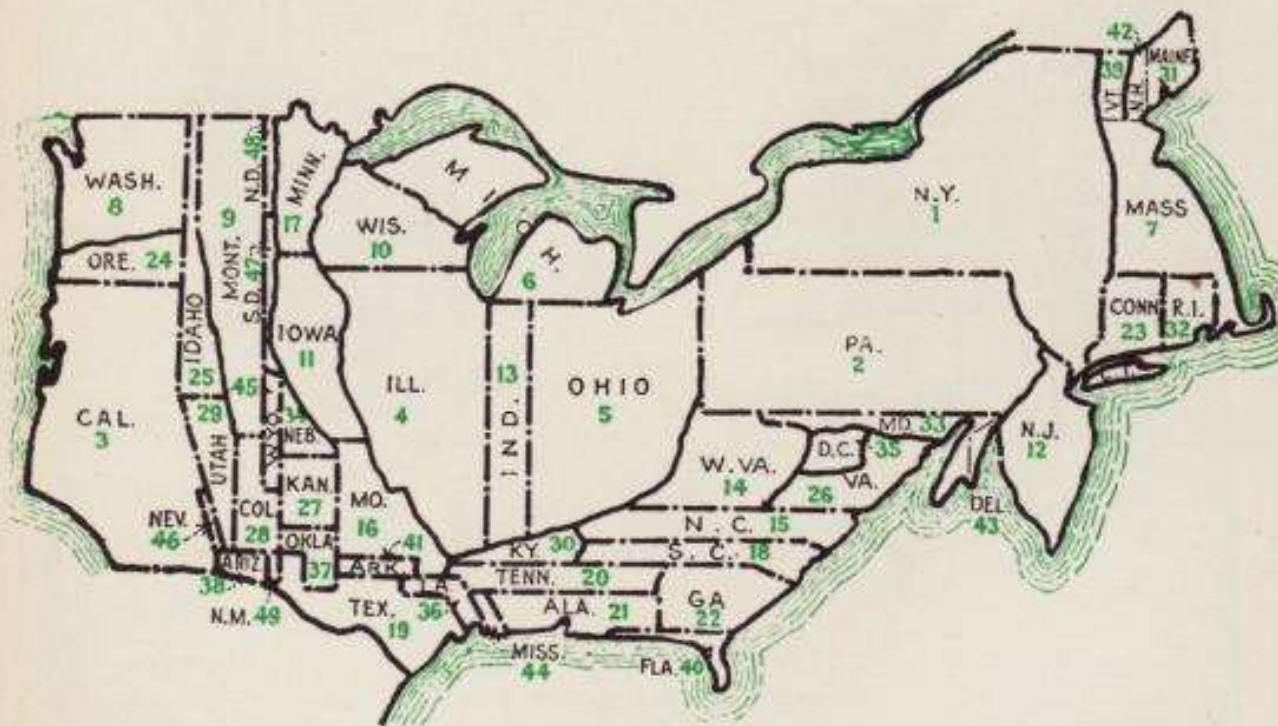 42
MAINE
31
39
VT
N.H.
WASH.
8
ORE. 24
CAL.
3
IDAHO
25
9
MONT.
N.D. 48
S.D. 47
45
WYO.
MINN.
17
WIS.
10
MICH.
6
IOWA
11
ILL.
4
13
IND.
OHIO
5
N.Y.
1
MASS
7
CONN
23
R.I.
32
PA.
2
N.J.
12
29
UTAH
34
NEB.
KAN.
27
MO.
16
W.VA.
14
D.C.
35
MD. 33
VA.
26
DEL.
43
NEV.
46
COL
28
OKLA
37
41
ARK.
KY. 30
N.C. 15
S.C. 18
TENN. 20
ARIZ
38
N.M. 49
TEX.
19
LA
36
ALA. 21
GA
22
MISS.
44
FLA. 40